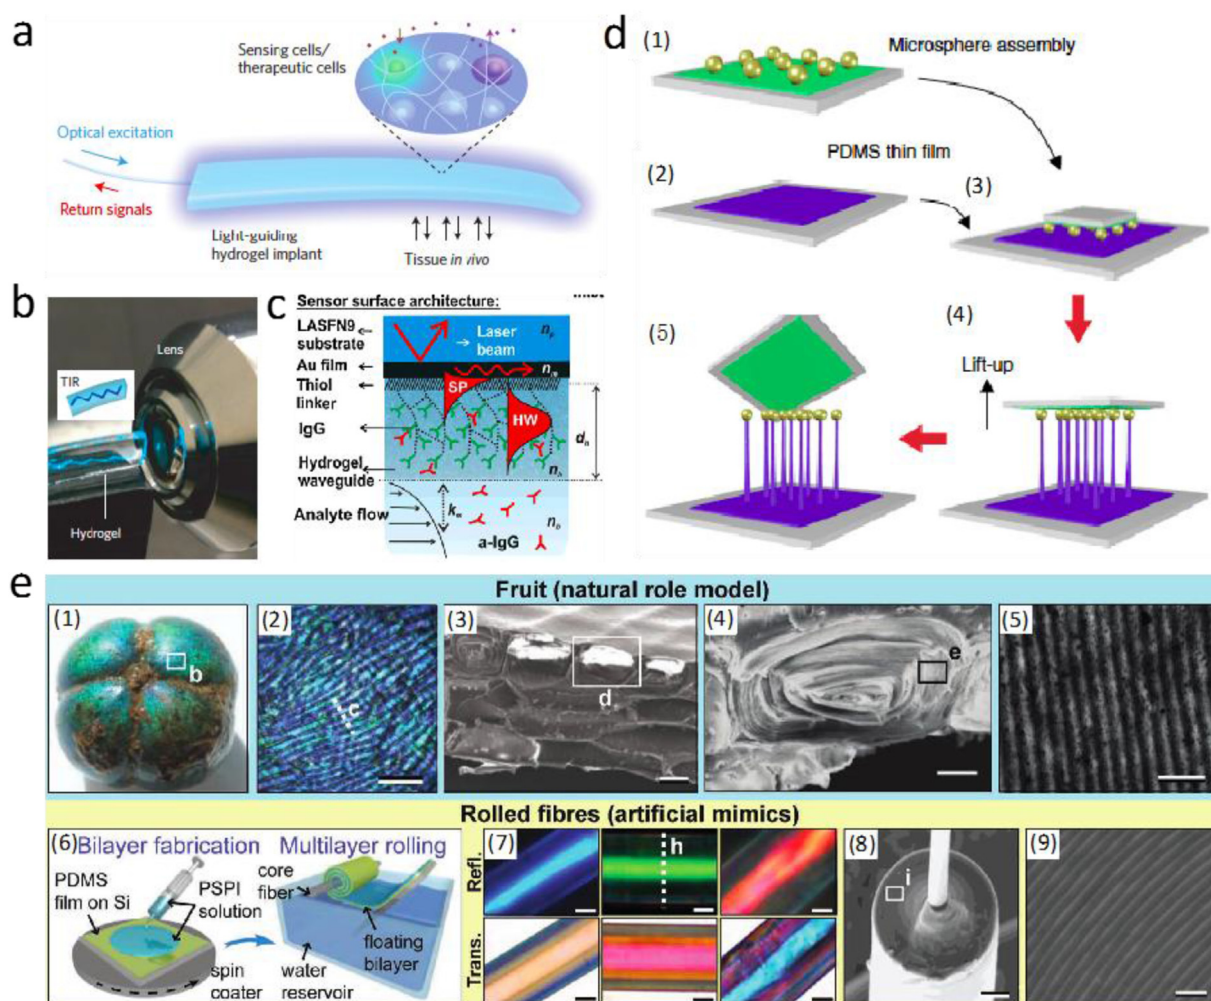 a
Sensing cells/
therapeutic cells
Optical excitation
Return signals
Light-guiding
hydrogel implant
Tissue in vivo
b
Lens
TIR
Hydrogel
c
Sensor surface architecture:
LASFN9
substrate
Laser
beam
Au film
Thiol
linker
SP
IgG
HW
Hydrogel
waveguide
Analyte flow
a-IgG
d
(1)
Microsphere assembly
PDMS thin film
(2)
(3)
(4)
Lift-up
(5)
e
Fruit (natural role model)
(1)
b
(2)
c
(3)
d
(4)
e
(5)
Rolled fibres (artificial mimics)
(6)
Bilayer fabrication
Multilayer rolling
PDMS
film on Si
PSPI
solution
core
fiber
floating
bilayer
spin
coater
water
reservoir
(7)
Refl.
h
Trans.
(8)
i
(9)